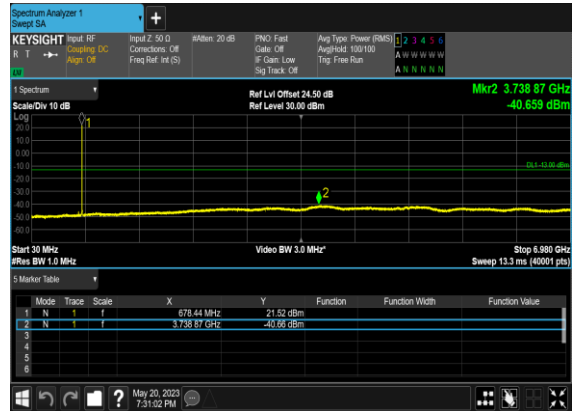 Spectrum Analyzer 1
Swept SA
KEYSIGHT Input: RF Input Z: 50 Ω #Atten: 20 dB PNO: Fast Avg Type: Power (RMS) 1 2 3 4 5 6
R T Coupling: DC Corrections: Off Gate: Off Avg|Hold: 100/100 A W W W W W
Align: Off Freq Ref: Int (S) IF Gain: Low Trig: Free Run
Sig Track: Off A N N N N N
1 Spectrum Ref Lvl Offset 24.50 dB Mkr2 3.738 87 GHz
Scale/Div 10 dB Ref Level 30.00 dBm -40.659 dBm
Log
20.0
10.0
0.00
-10.0
DL1 -13.00 dBm
-20.0
-30.0
-40.0
-50.0
-60.0
1
2
Start 30 MHz Video BW 3.0 MHz* Stop 6.980 GHz
#Res BW 1.0 MHz Sweep 13.3 ms (40001 pts)
5 Marker Table
Mode Trace Scale X Y Function Function Width Function Value
1 N 1 f 678.44 MHz 21.52 dBm
2 N 1 f 3.738 87 GHz -40.66 dBm
3
4
5
6
? May 20, 2023
7:31:02 PM